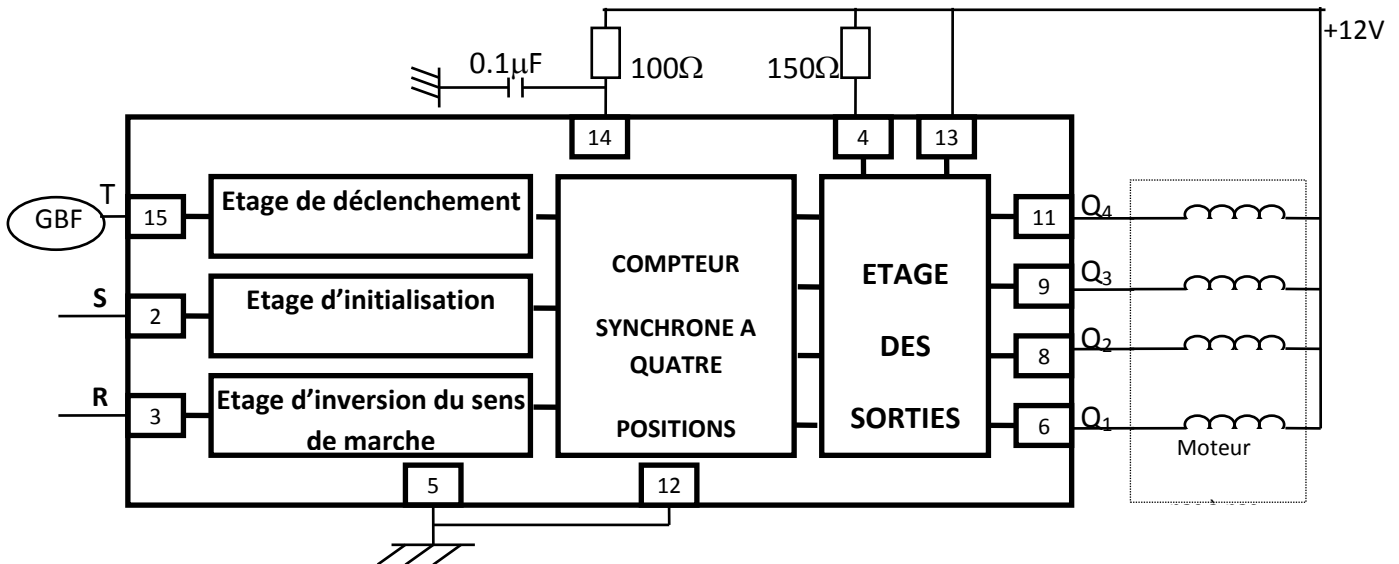 +12V
0.1µF
100Ω
150Ω
14
4
13
T
GBF
15
Etage de déclenchement
S
2
Etage d'initialisation
R
3
Etage d'inversion du sens
de marche
COMPTEUR
SYNCHRONE A
QUATRE
POSITIONS
ETAGE
DES
SORTIES
11
Q4
9
Q3
8
Q2
6
Q1
Moteur
5
12